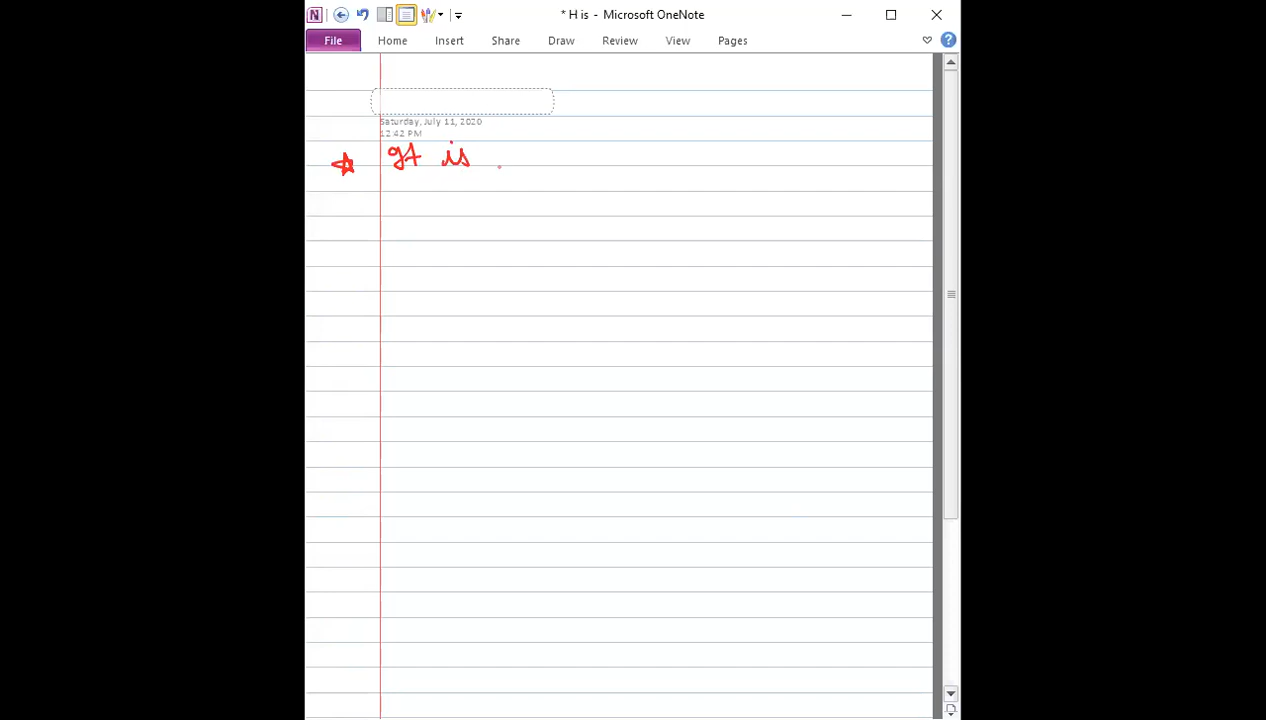 * H is - Microsoft OneNote
File Home Insert Share Draw Review View Pages
Saturday, July 11, 2020
12:42 PM
It is